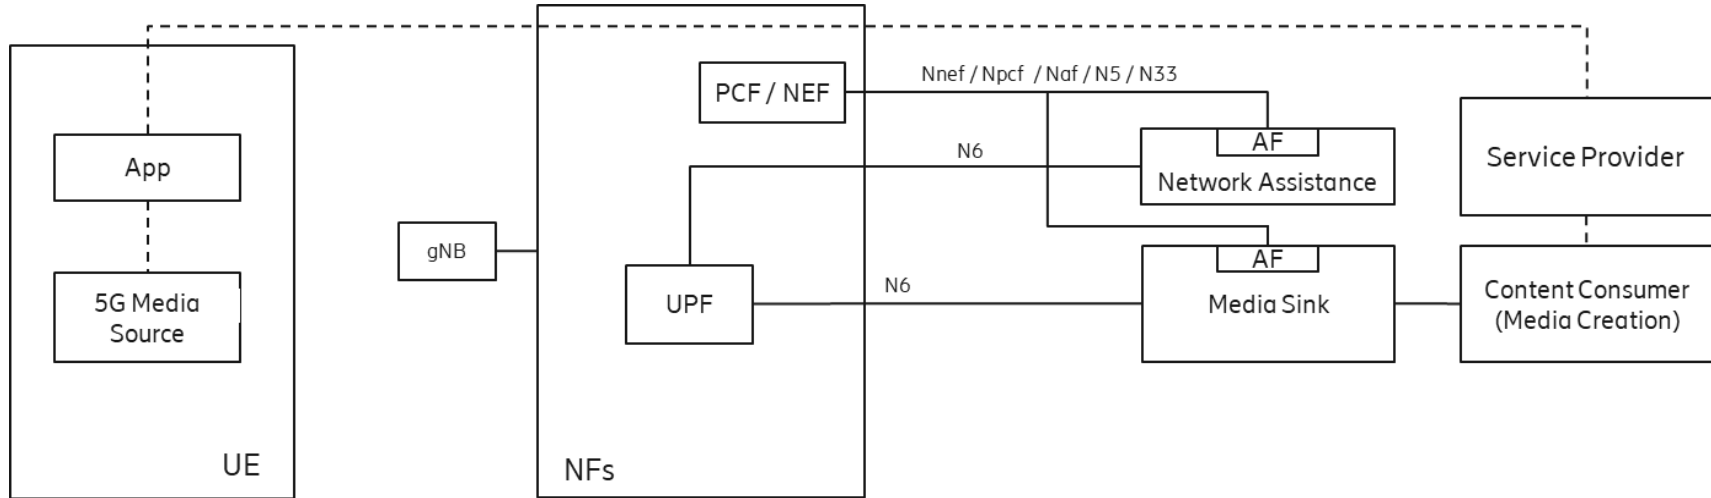 Nnef / Npcf / Naf / N5 / N33
PCF / NEF
AF
Network Assistance
N6
App
Service Provider
gNB
5G Media
Source
UPF
N6
AF
Media Sink
Content Consumer
(Media Creation)
UE
NFs